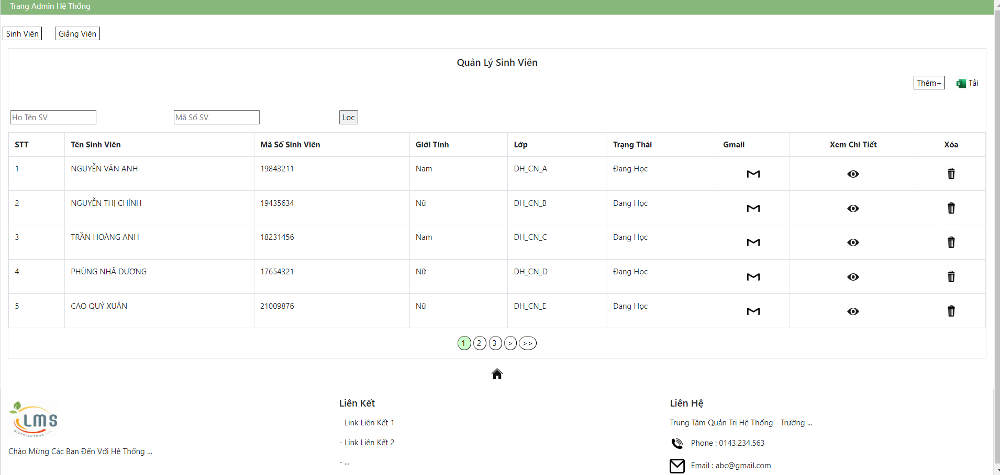 Trang Admin Hệ Thống
Sinh Viên Giảng Viên
Quản Lý Sinh Viên
Thêm+ Tải
Họ Tên SV Mã Số SV Lọc
STT Tên Sinh Viên Mã Số Sinh Viên Giới Tính Lớp Trạng Thái Gmail Xem Chi Tiết Xóa
1 NGUYỄN VĂN ANH 19843211 Nam DH_CN_A Đang Học
2 NGUYỄN THỊ CHÍNH 19435634 Nữ DH_CN_B Đang Học
3 TRẦN HOÀNG ANH 18231456 Nam DH_CN_C Đang Học
4 PHÙNG NHÃ DƯƠNG 17654321 Nữ DH_CN_D Đang Học
5 CAO QUÝ XUÂN 21009876 Nữ DH_CN_E Đang Học
1 2 3 > >>
LMS
DISTRIBUTORS LLC
Chào Mừng Các Bạn Đến Với Hệ Thống ...
Liên Kết
- Link Liên Kết 1
- Link Liên Kết 2
- ...
Liên Hệ
Trung Tâm Quản Trị Hệ Thống - Trường ...
Phone : 0143.234.563
Email : abc@gmail.com